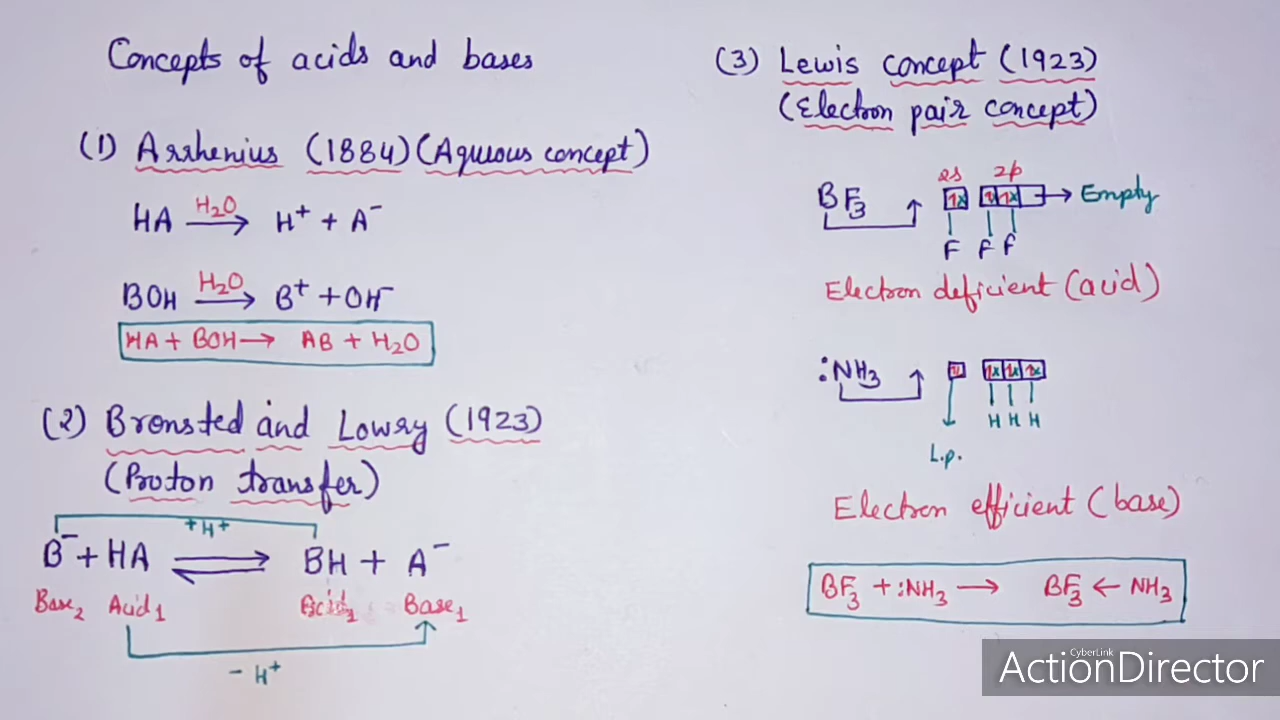 Concepts of acids and bases
(1) Arrhenius (1884) (Aqueous concept)
HA H₂O→ H⁺ + A⁻
BOH H₂O→ B⁺ + OH⁻
HA + BOH → AB + H₂O
(2) Bronsted and Lowry (1923)
(Proton transfer)
+H⁺
B⁻ + HA ⇌ BH + A⁻
Base₂ Acid₁ Base₁
- H⁺
(3) Lewis concept (1923)
(Electron pair concept)
2s 2p
BF₃ → Empty
F F F
Electron deficient (acid)
:NH₃
H H H
L.p.
Electron efficient (base)
BF₃ + :NH₃ → BF₃ ← NH₃
CyberLink
ActionDirector